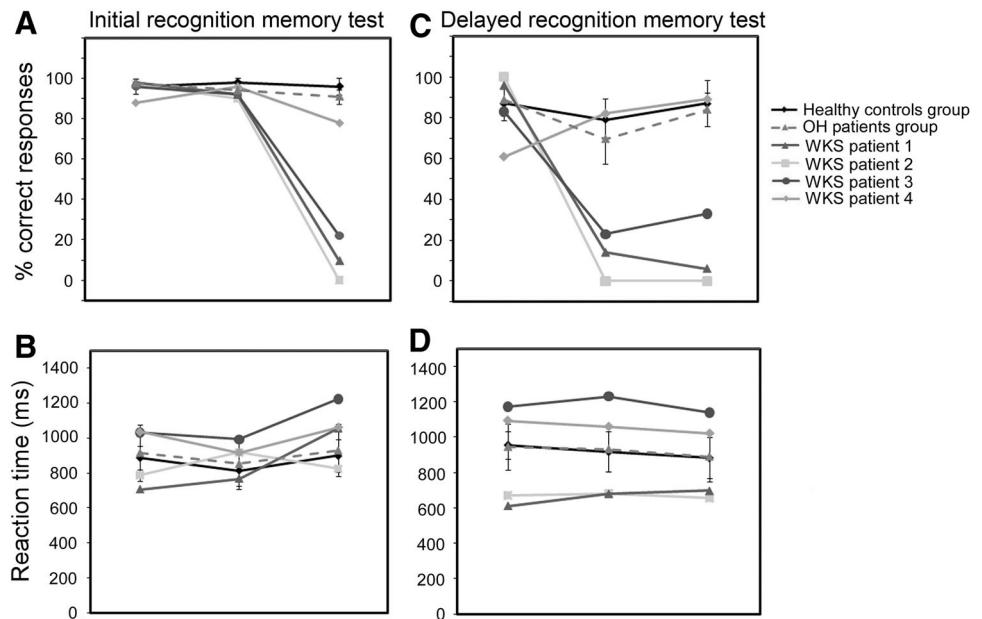 A Initial recognition memory test
% correct responses
100
80
60
40
20
0
C Delayed recognition memory test
100
80
60
40
20
0
Healthy controls group
OH patients group
WKS patient 1
WKS patient 2
WKS patient 3
WKS patient 4
B
Reaction time (ms)
1400
1200
1000
800
600
400
200
0
D
1400
1200
1000
800
600
400
200
0